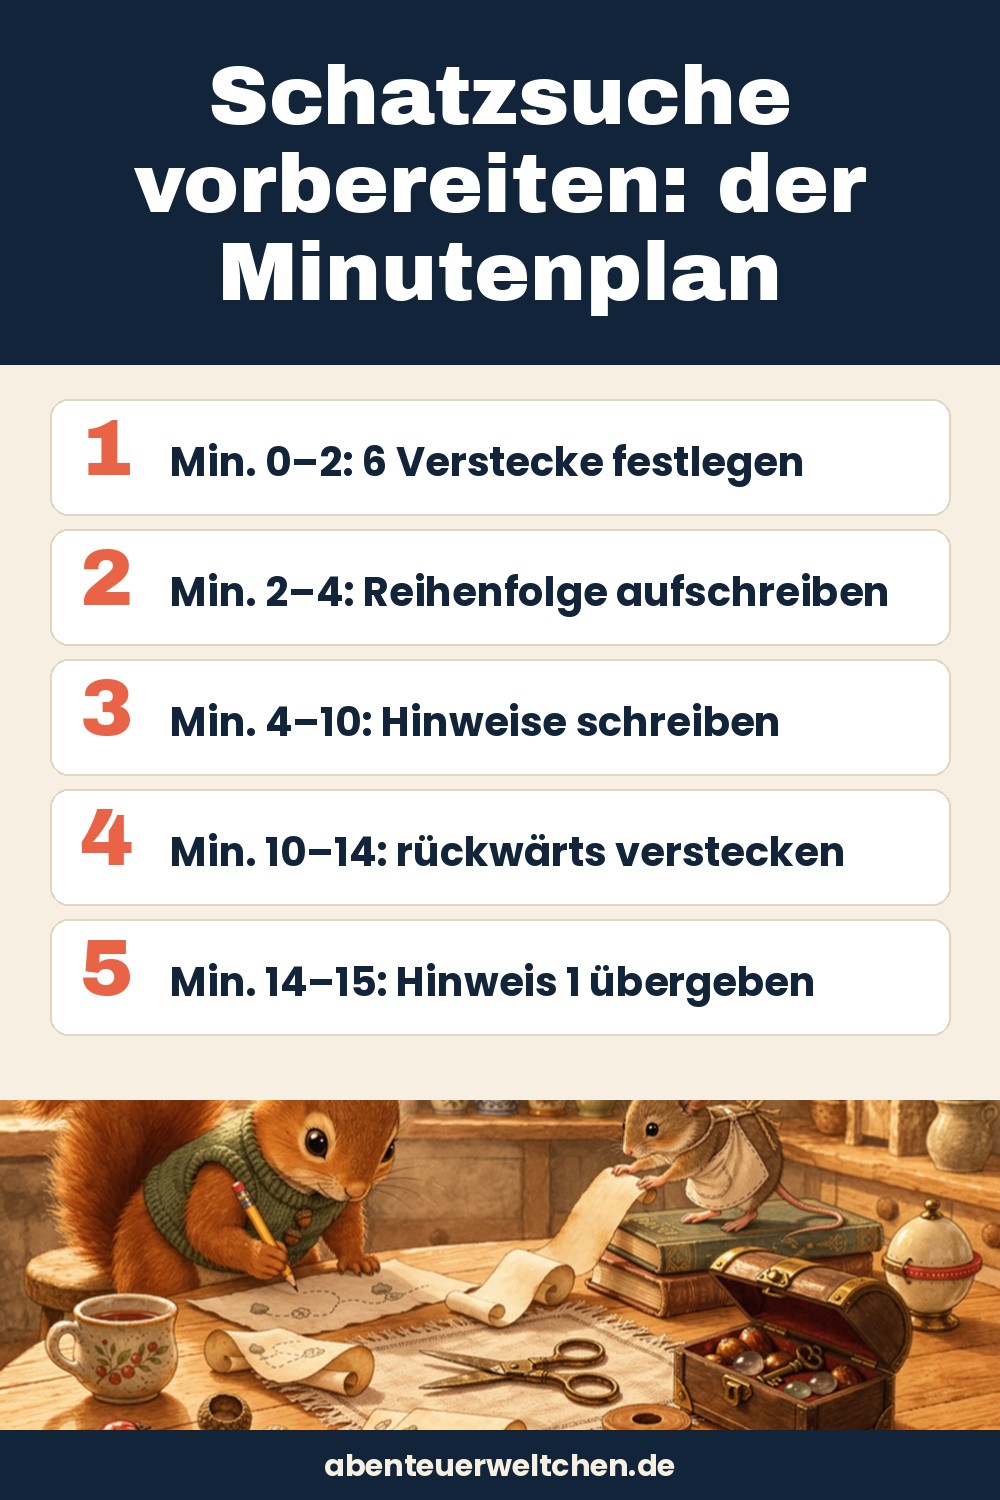 Schatzsuche
vorbereiten: der
Minutenplan
1 Min. 0–2: 6 Verstecke festlegen
2 Min. 2–4: Reihenfolge aufschreiben
3 Min. 4–10: Hinweise schreiben
4 Min. 10–14: rückwärts verstecken
5 Min. 14–15: Hinweis 1 übergeben
abenteuerweltchen.de